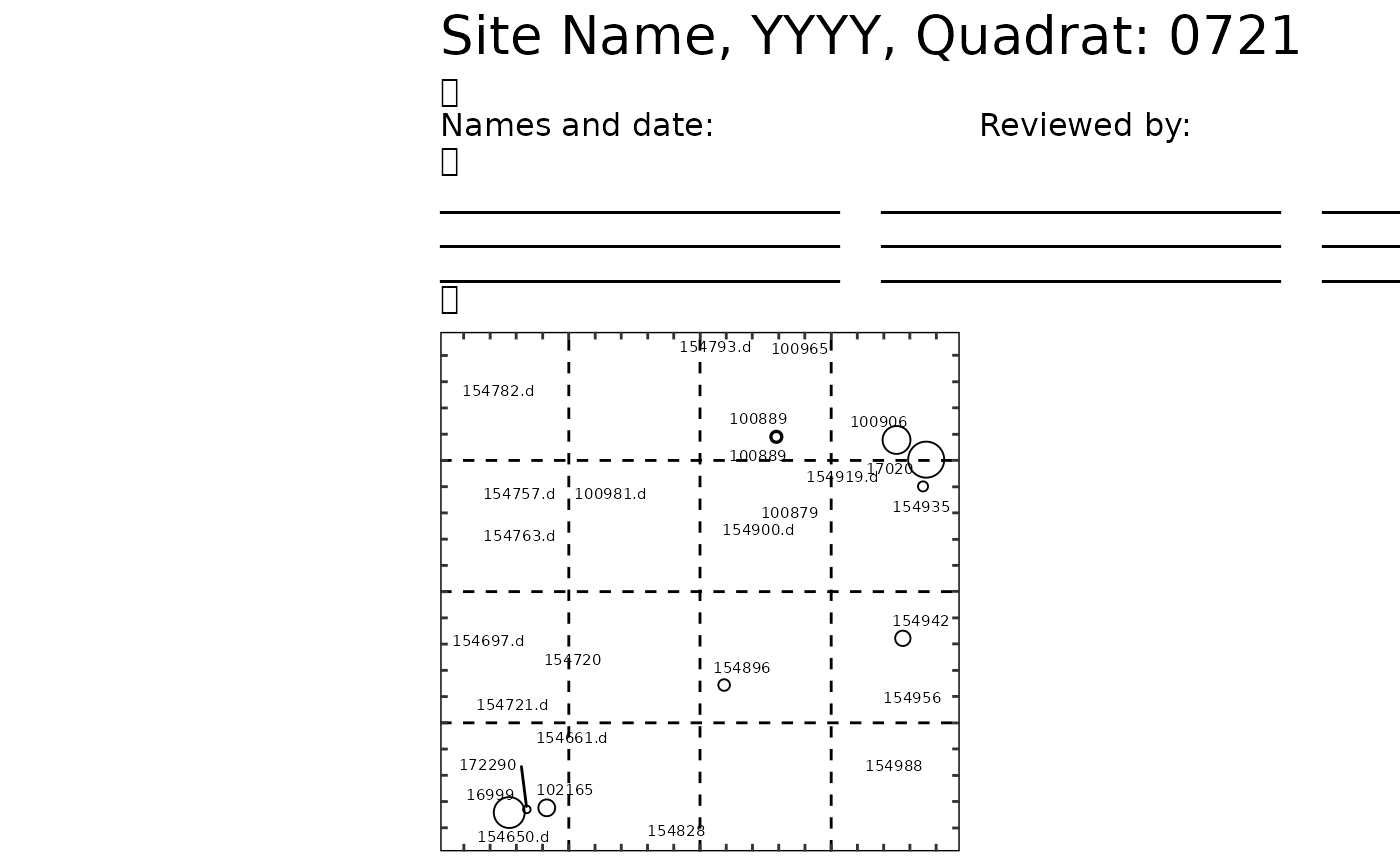 Site Name, YYYY, Quadrat: 0721
Names and date: Reviewed by:
154793.d 100965
154782.d
100889 100906
100889
17020
154919.d
154757.d 100981.d
154935
100879
154900.d
154763.d
154942
154697.d
154720
154896
154956
154721.d
154661.d
172290 154988
102165
16999
154828
154650.d